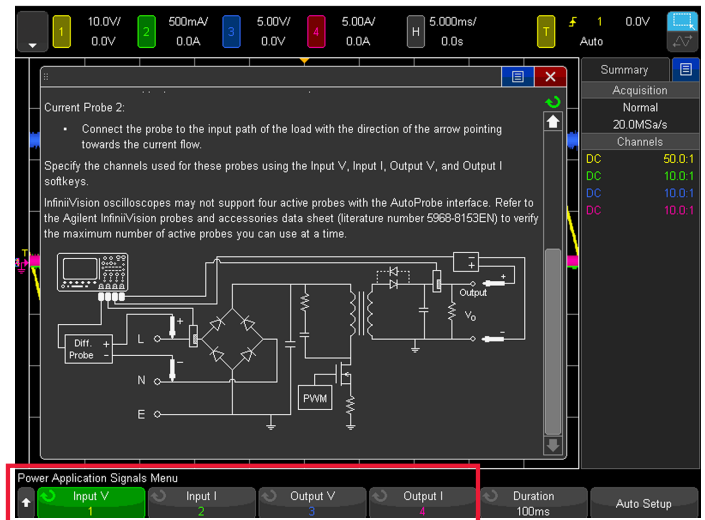 1 10.0V/ 0.0V
2 500mA/ 0.0A
3 5.00V/ 0.0V
4 5.00A/ 0.0A
H 5.000ms/ 0.0s
T 1 0.0V
Auto
Summary
Acquisition
Normal
20.0MSa/s
Channels
DC 50.0:1
DC 10.0:1
DC 10.0:1
DC 10.0:1
Current Probe 2:
• Connect the probe to the input path of the load with the direction of the arrow pointing
towards the current flow.
Specify the channels used for these probes using the Input V, Input I, Output V, and Output I
softkeys.
InfiniiVision oscilloscopes may not support four active probes with the AutoProbe interface. Refer to
the Agilent InfiniiVision probes and accessories data sheet (literature number 5968-8153EN) to verify
the maximum number of active probes you can use at a time.
Diff. +
Probe -
+
-
L
N
E
PWM
-
+
+
Output
Vo
-
Power Application Signals Menu
Input V
1
Input I
2
Output V
3
Output I
4
Duration
100ms
Auto Setup